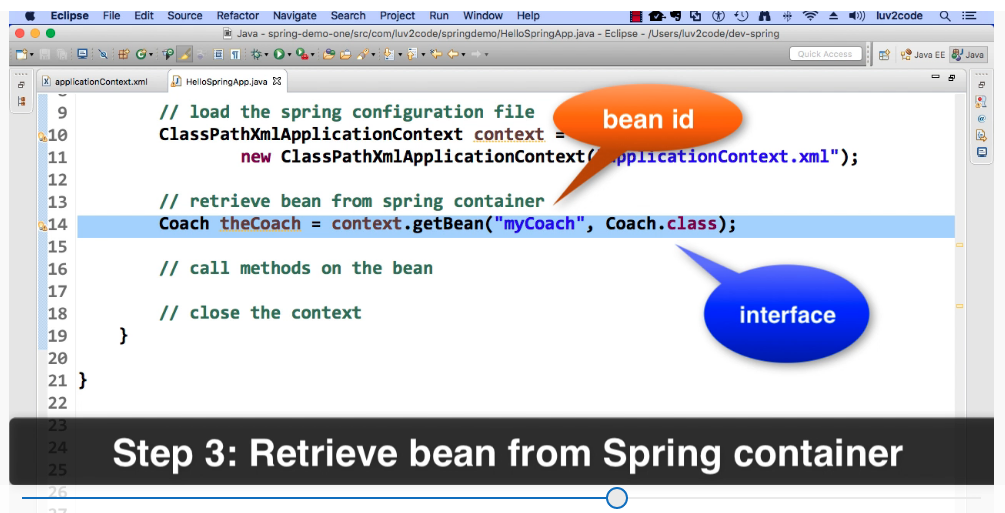 Eclipse File Edit Source Refactor Navigate Search Project Run Window Help luv2code
Java - spring-demo-one/src/com/luv2code/springdemo/HelloSpringApp.java - Eclipse - /Users/luv2code/dev-spring
Quick Access Java EE Java
applicationContext.xml HelloSpringApp.java
9 // load the spring configuration file
10 ClassPathXmlApplicationContext context =
bean id
11 new ClassPathXmlApplicationContext("applicationContext.xml");
12
13 // retrieve bean from spring container
14 Coach theCoach = context.getBean("myCoach", Coach.class);
15
16 // call methods on the bean
17
18 // close the context
interface
19 }
20
21 }
22
23
24
Step 3: Retrieve bean from Spring container
25
26
27